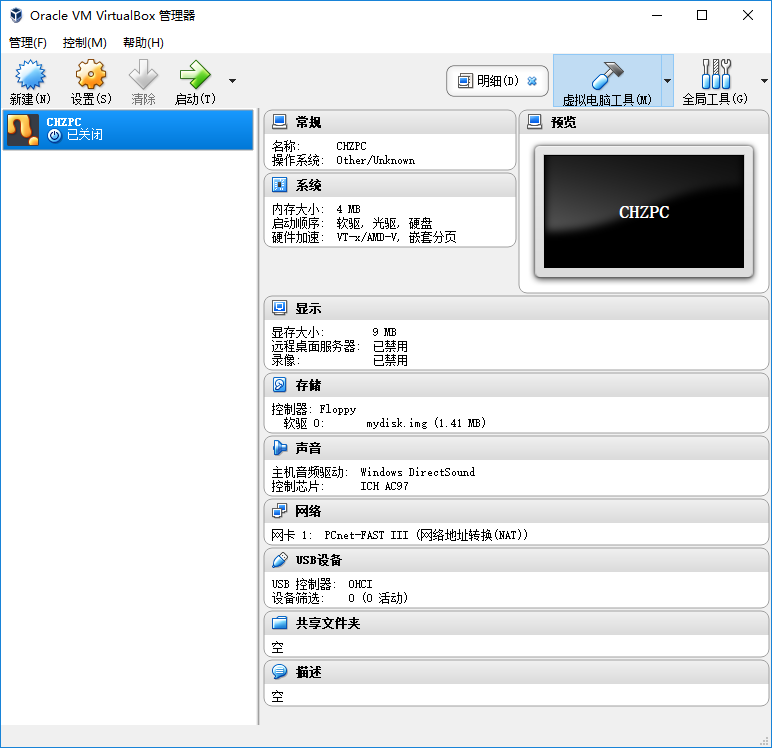 Oracle VM VirtualBox 管理器
管理(F) 控制(M) 帮助(H)
新建(N) 设置(S) 清除 启动(T) 明细(D) 虚拟电脑工具(M) 全局工具(G)
CHZPC
已关闭
常规
名称: CHZPC
操作系统: Other/Unknown
预览
CHZPC
系统
内存大小: 4 MB
启动顺序: 软驱, 光驱, 硬盘
硬件加速: VT-x/AMD-V, 嵌套分页
显示
显存大小: 9 MB
远程桌面服务器: 已禁用
录像: 已禁用
存储
控制器: Floppy
软驱 0: mydisk.img (1.41 MB)
声音
主机音频驱动: Windows DirectSound
控制芯片: ICH AC97
网络
网卡 1: PCnet-FAST III (网络地址转换(NAT))
USB设备
USB 控制器: OHCI
设备筛选: 0 (0 活动)
共享文件夹
空
描述
空